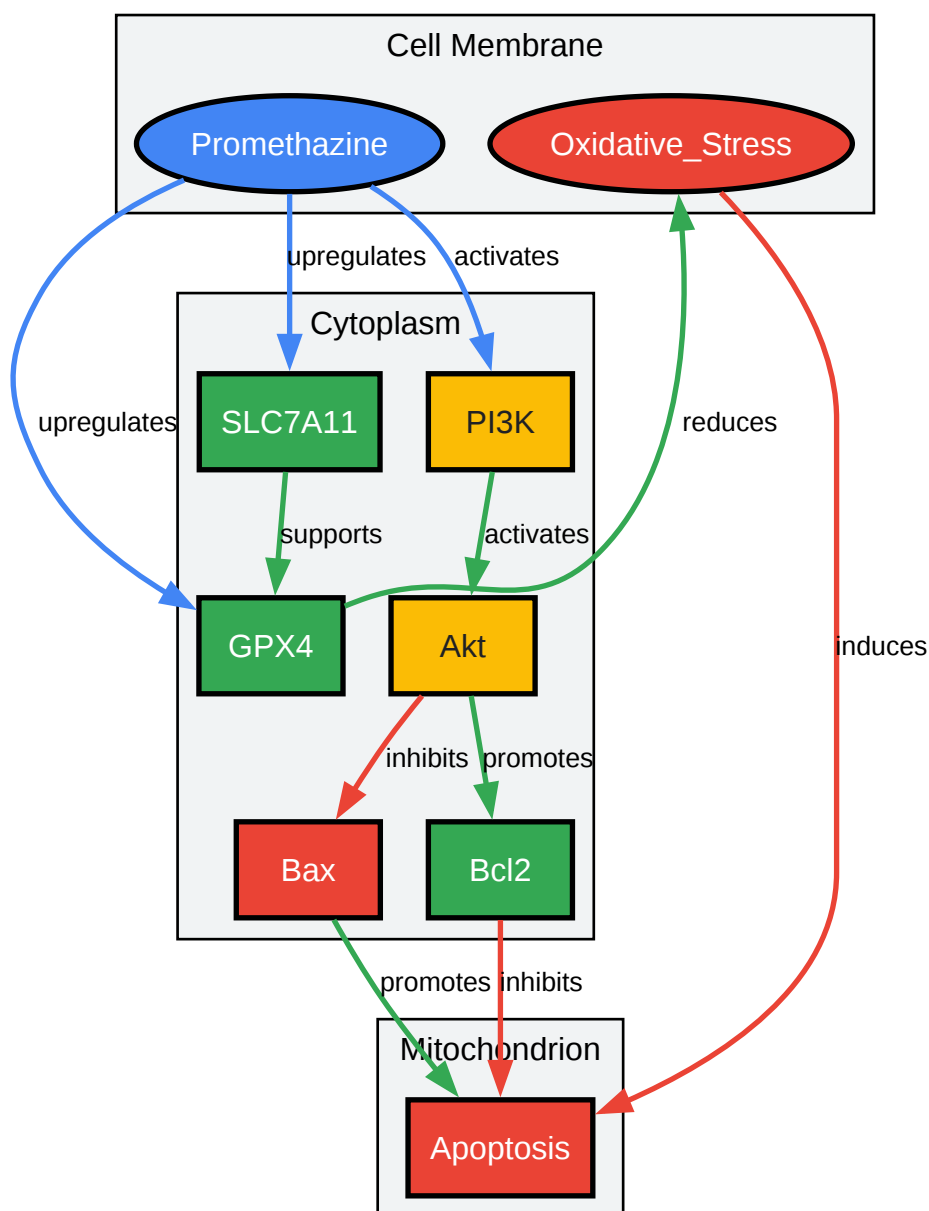 Cell Membrane
Promethazine
Oxidative_Stress
upregulates
activates
Cytoplasm
upregulates
SLC7A11
PI3K
reduces
supports
activates
GPX4
Akt
induces
inhibits
promotes
Bax
Bcl2
promotes
inhibits
Mitochondrion
Apoptosis